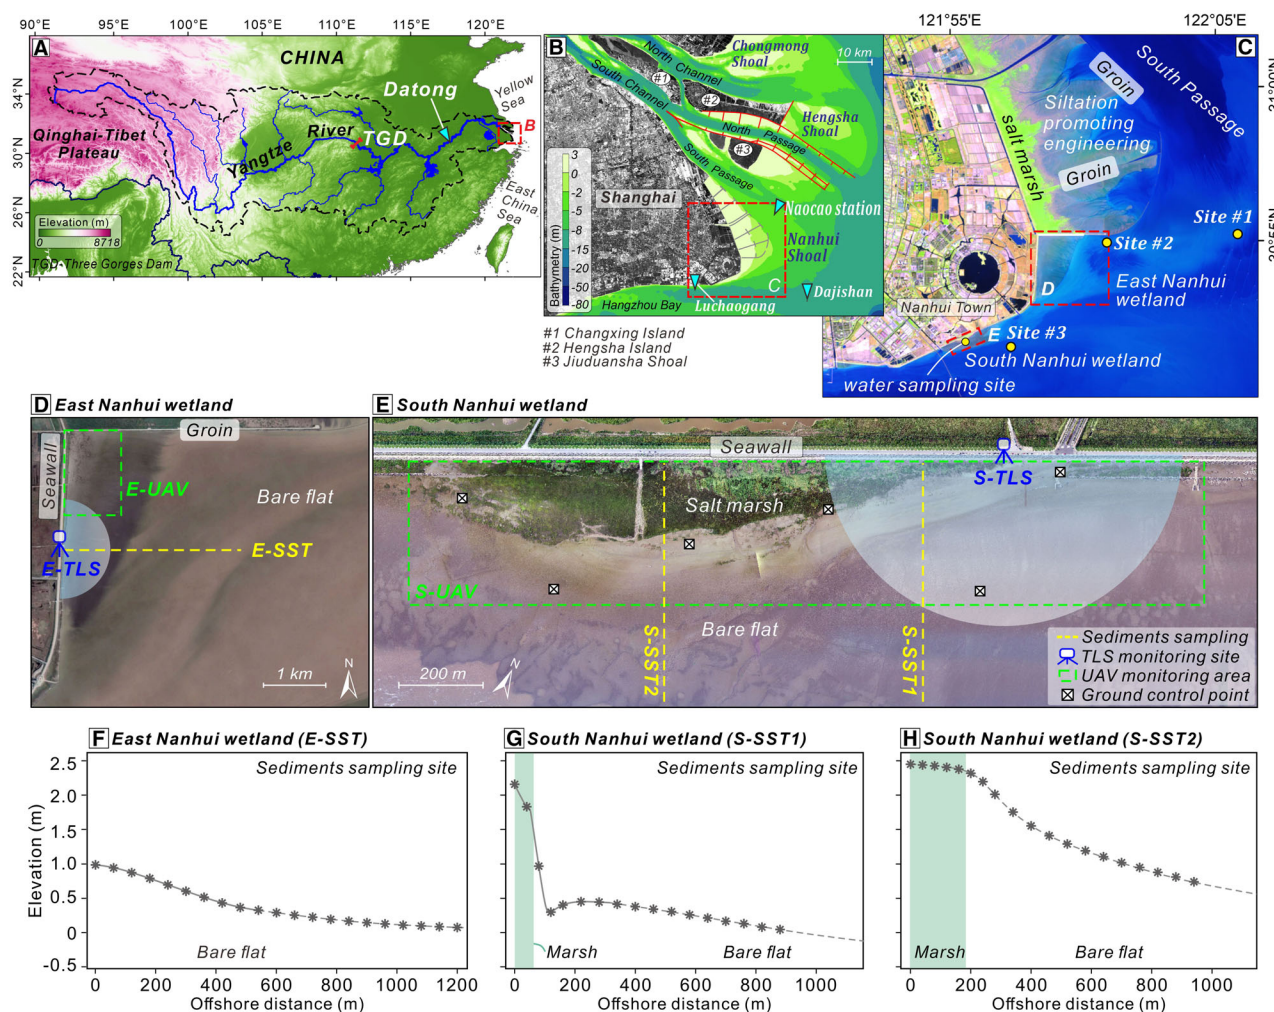 90°E 95°E 100°E 105°E 110°E 115°E 120°E
A
CHINA
34°N
30°N
26°N
22°N
Datong
Yellow
Sea
B
River
TGD
Qinghai-Tibet
Plateau
Yangtze
East
China
Sea
Elevation (m)
0 8718
TGD-Three Gorges Dam
B
Chongmong
Shoal
10 km
North Channel
South Channel
#1
#2
#3
Hengsha
Shoal
North Passage
South Passage
Bathymetry (m)
3
0
-2
-5
-8
-15
-20
-50
-80
Shanghai
Naocao station
Nanhui
Shoal
C
Luchaogang
Dajishan
Hangzhou Bay
#1 Changxing Island
#2 Hengsha Island
#3 Jiuduansha Shoal
121°55'E 122°05'E
C
31°00'N
30°55'N
Groin
South Passage
Siltation
promoting
engineering
salt marsh
Groin
Site #1
Site #2
D
East Nanhui
wetland
Nanhui Town
E
Site #3
South Nanhui wetland
water sampling site
D East Nanhui wetland
Groin
Seawall
E-UAV
Bare flat
E-SST
E-TLS
1 km
N
E South Nanhui wetland
Seawall
S-TLS
Salt marsh
S-UAV
Bare flat
S-SST2
S-SST1
200 m
N
Sediments sampling
TLS monitoring site
UAV monitoring area
Ground control point
F East Nanhui wetland (E-SST)
Sediments sampling site
Elevation (m)
2.5
2.0
1.5
1.0
0.5
0
-0.5
Bare flat
0 200 400 600 800 1000 1200
Offshore distance (m)
G South Nanhui wetland (S-SST1)
Sediments sampling site
Marsh
Bare flat
0 200 400 600 800 1000
Offshore distance (m)
H South Nanhui wetland (S-SST2)
Sediments sampling site
Marsh
Bare flat
0 200 400 600 800 1000
Offshore distance (m)